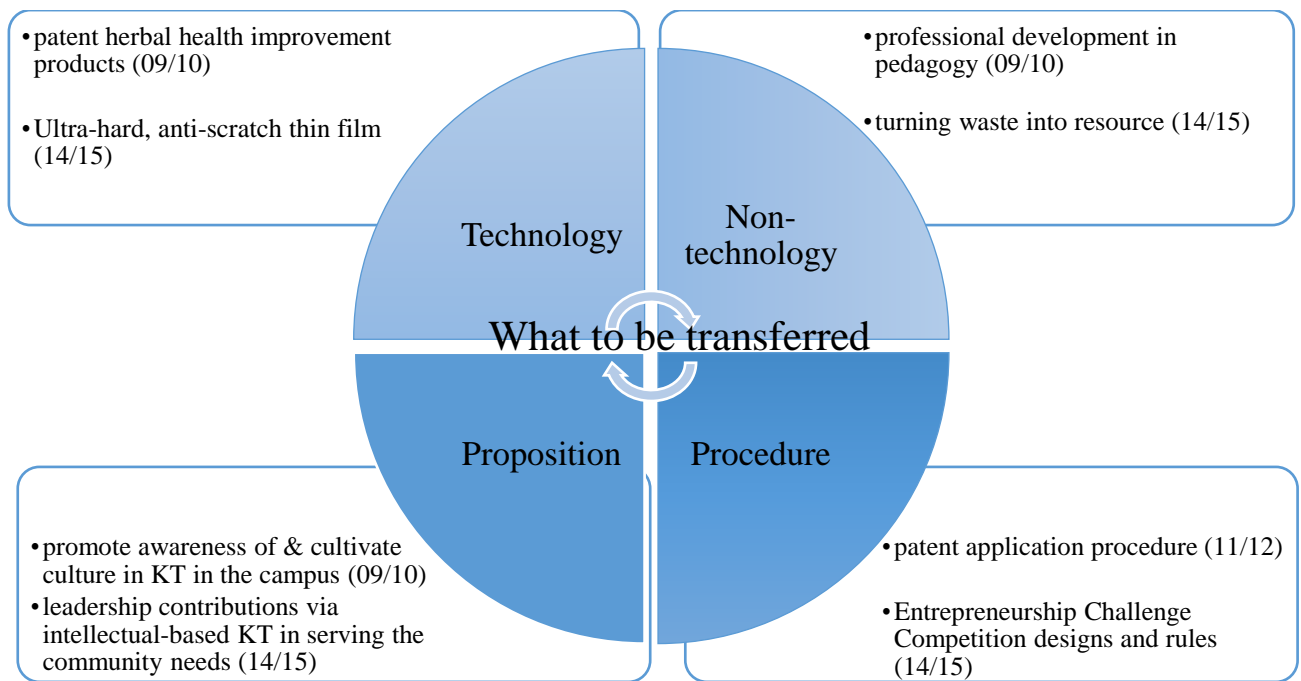 •patent herbal health improvement
products (09/10)
•Ultra-hard, anti-scratch thin film
(14/15)
•professional development in
pedagogy (09/10)
•turning waste into resource (14/15)
Technology
Non-
technology
What to be transferred
Proposition
Procedure
•promote awareness of & cultivate
culture in KT in the campus (09/10)
•leadership contributions via
intellectual-based KT in serving the
community needs (14/15)
•patent application procedure (11/12)
•Entrepreneurship Challenge
Competition designs and rules
(14/15)